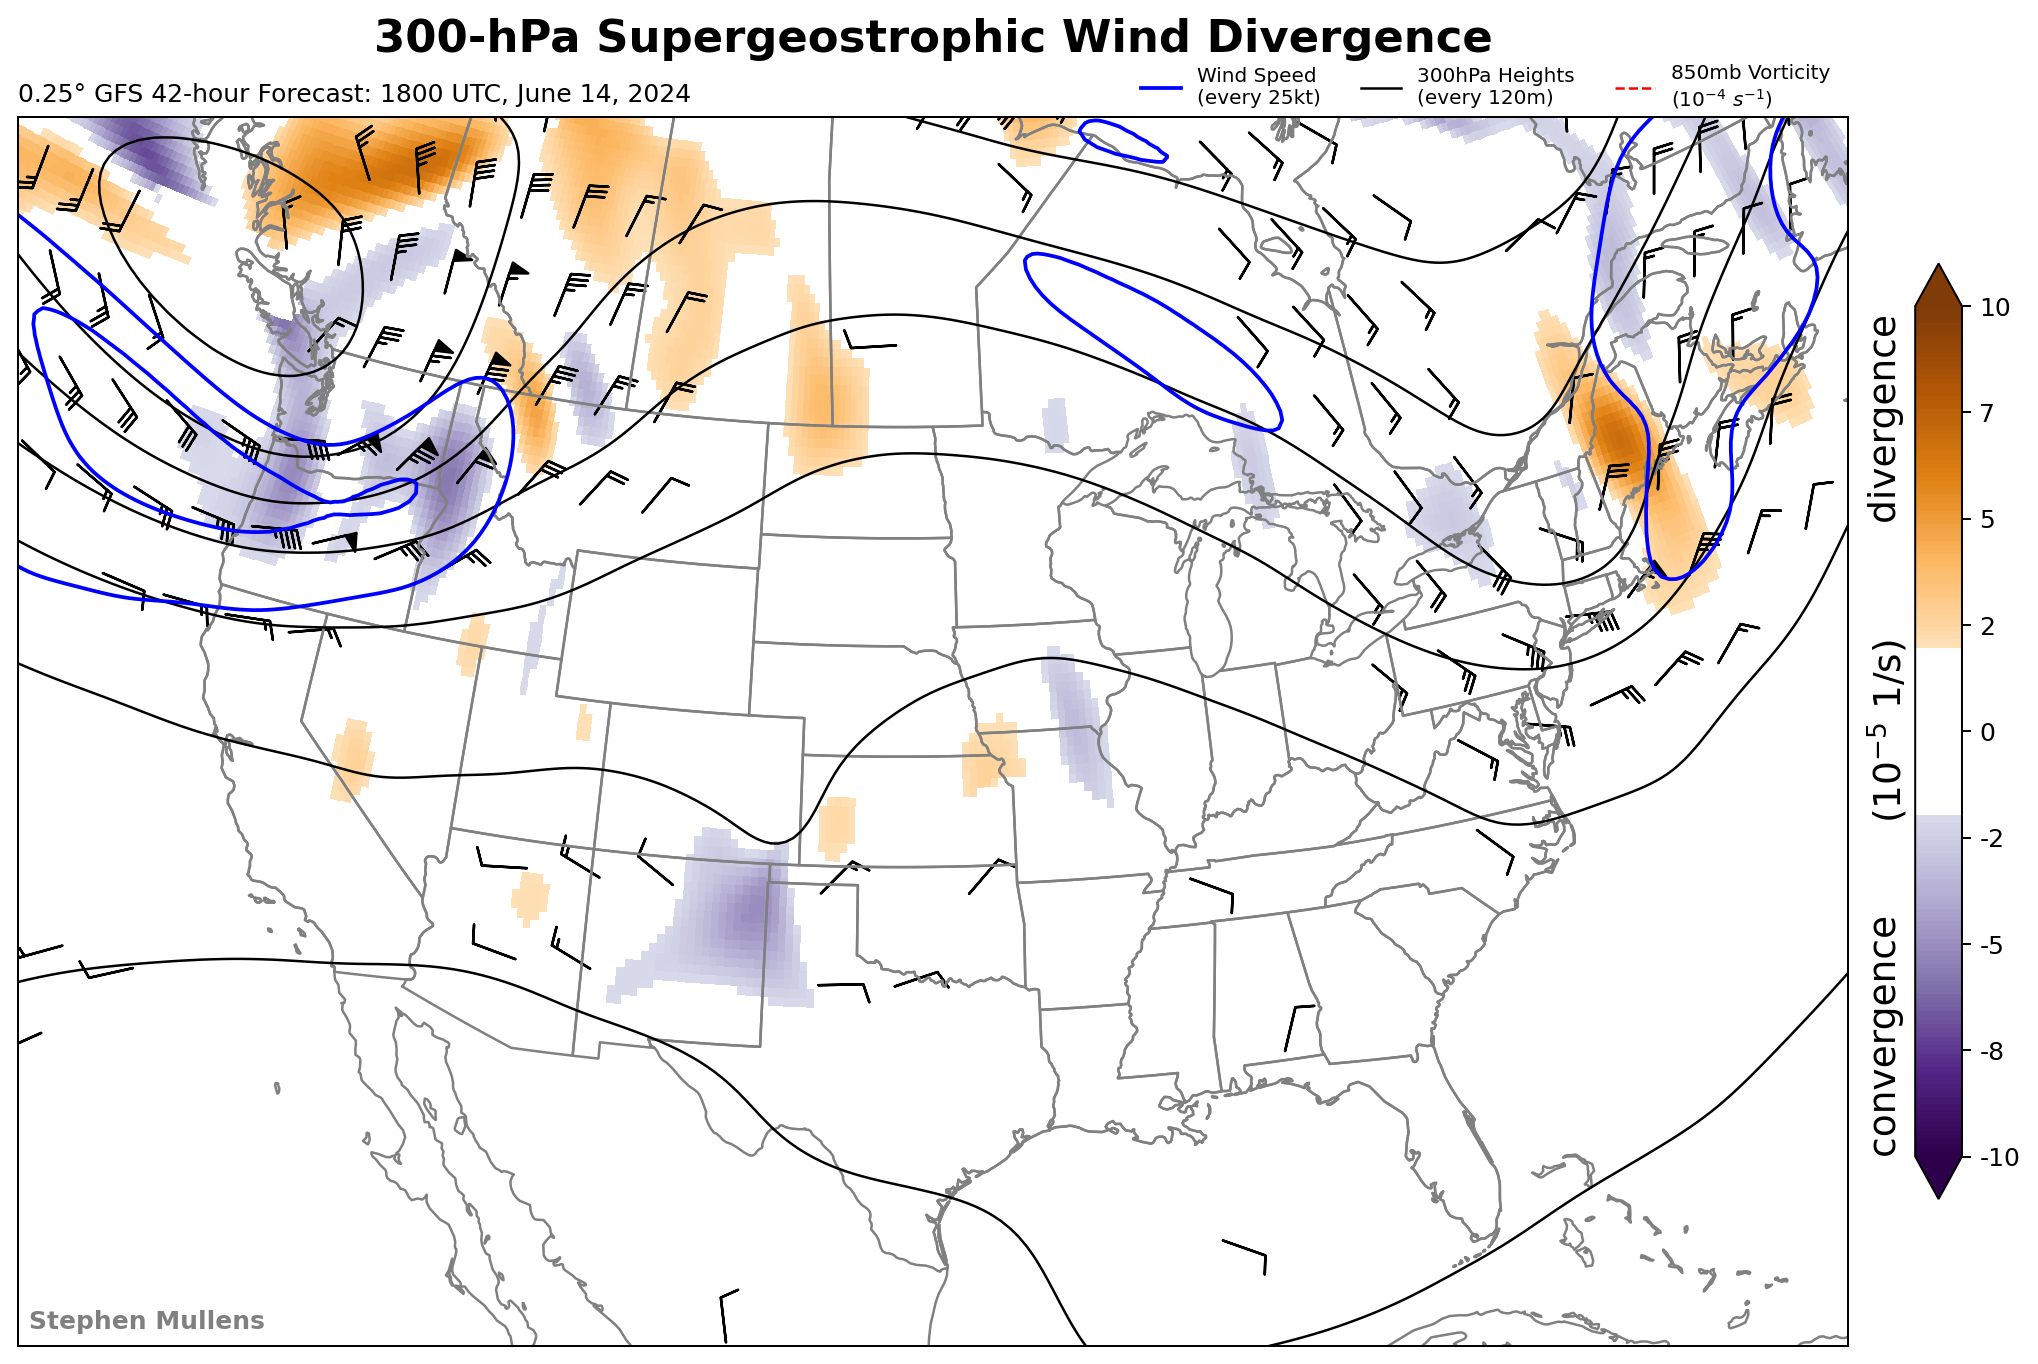 300-hPa Supergeostrophic Wind Divergence
0.25° GFS 42-hour Forecast: 1800 UTC, June 14, 2024
Wind Speed
(every 25kt)
300hPa Heights
(every 120m)
850mb Vorticity
(10⁻⁴ s⁻¹)
10
7
5
2
0
-2
-5
-8
-10
convergence (10⁻⁵ 1/s) divergence
Stephen Mullens